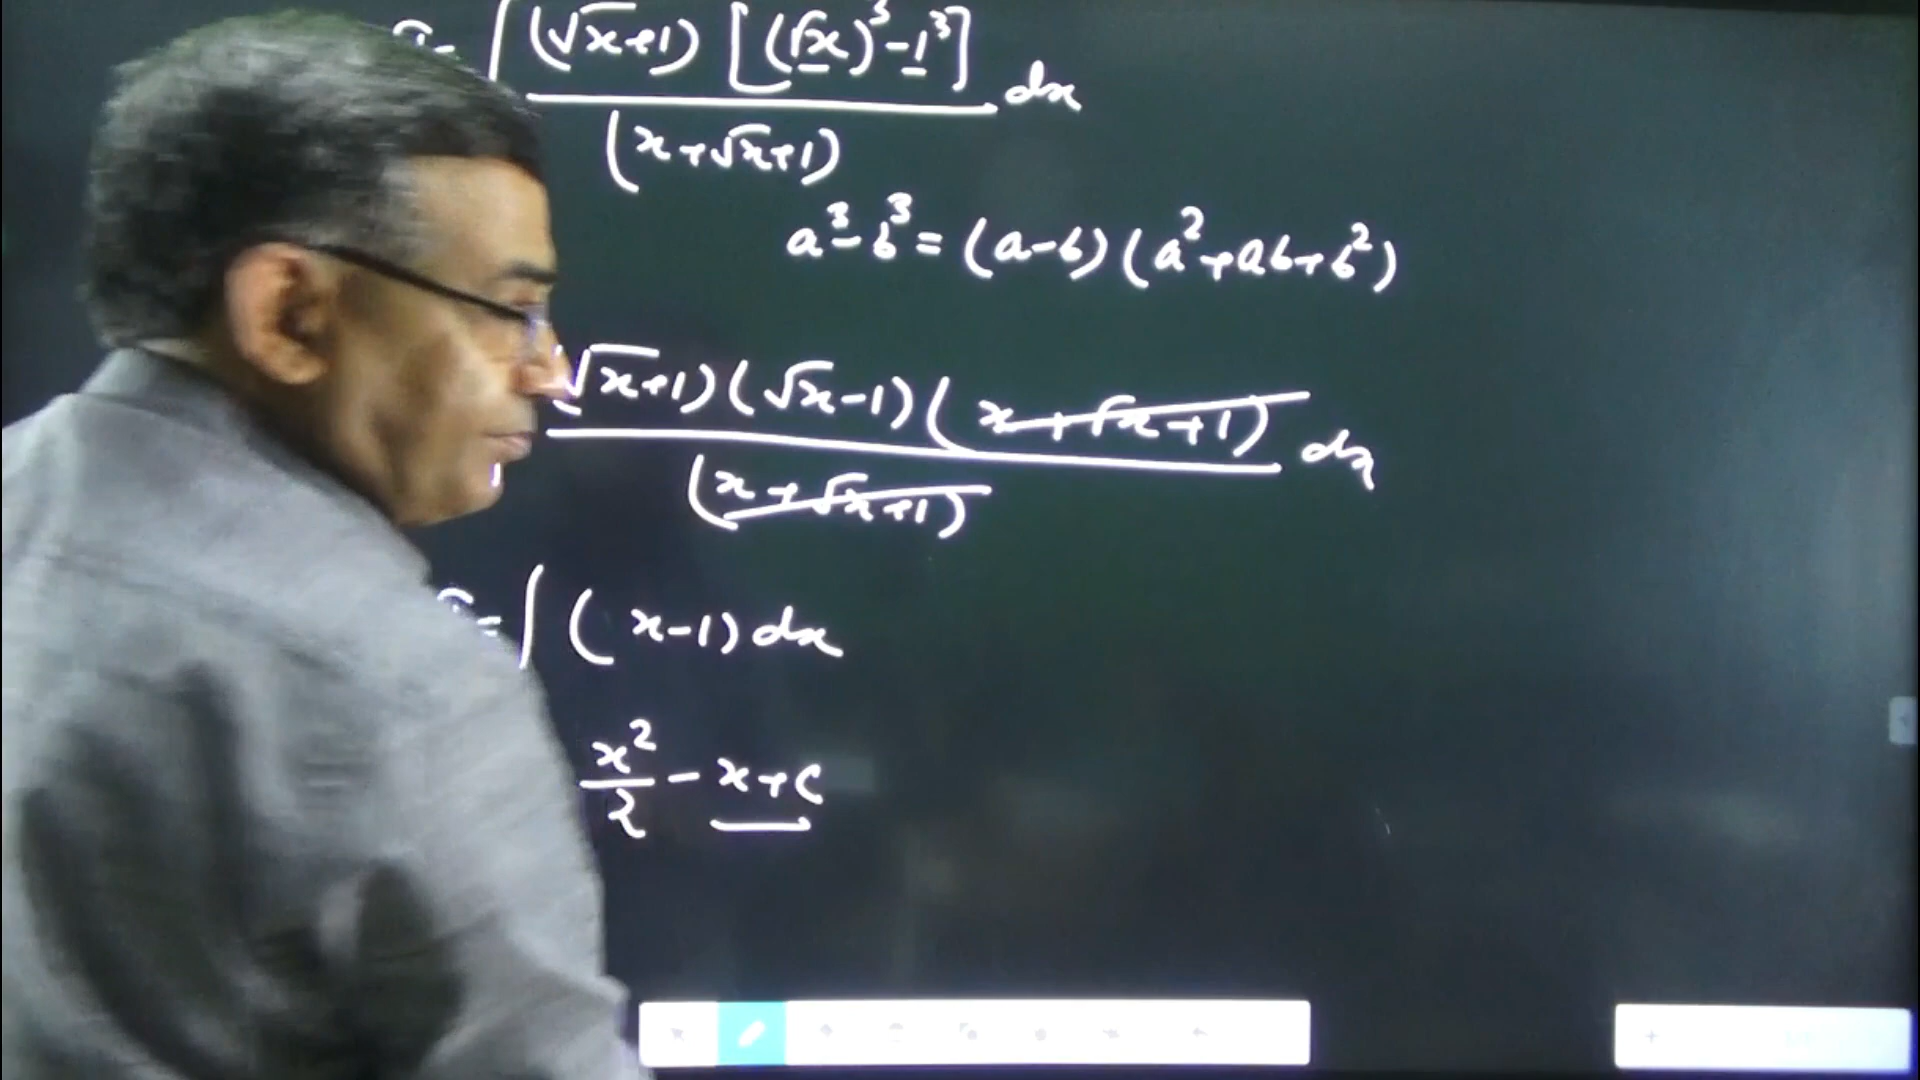 ∫ (√x+1) [(√x)³-1³] / (x+√x+1) dx
a³-b³ = (a-b)(a²+ab+b²)
√x+1)(√x-1)(x+√x+1) / (x+√x+1) dx
= ∫ (x-1) dx
x²/2 - x+c